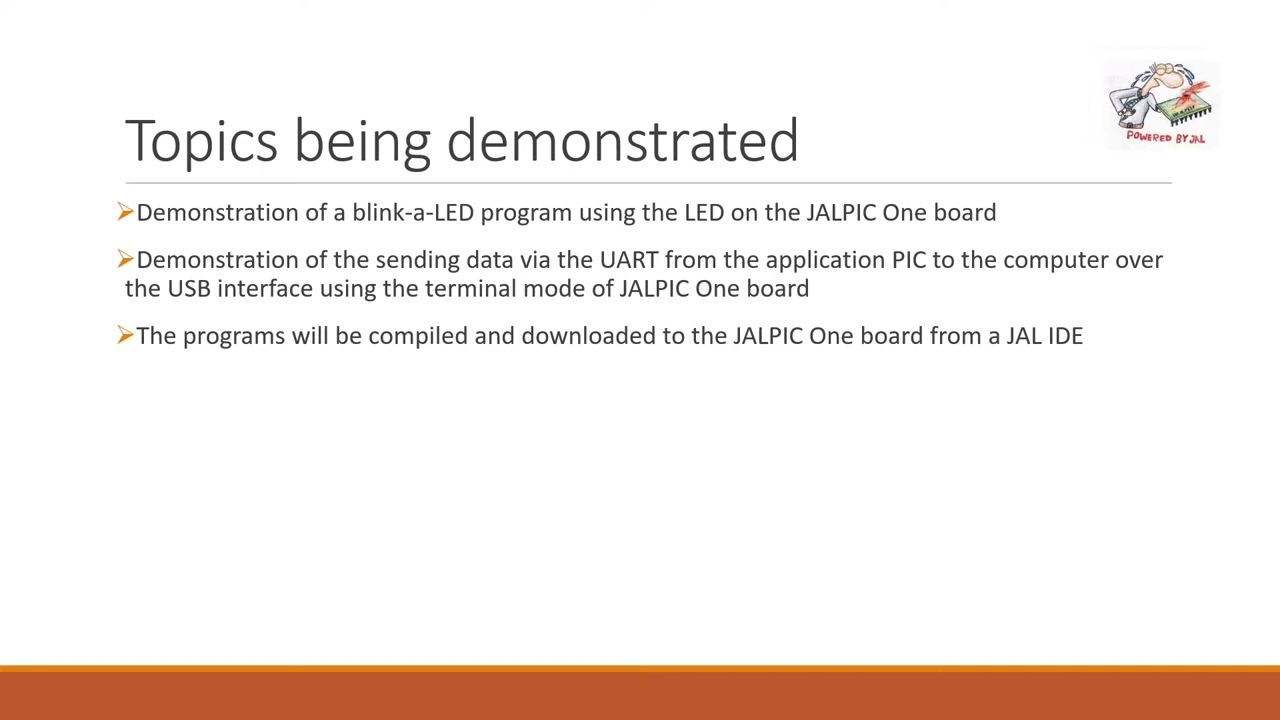 POWERED BY JAL
Topics being demonstrated
Demonstration of a blink-a-LED program using the LED on the JALPIC One board
Demonstration of the sending data via the UART from the application PIC to the computer over
the USB interface using the terminal mode of JALPIC One board
The programs will be compiled and downloaded to the JALPIC One board from a JAL IDE